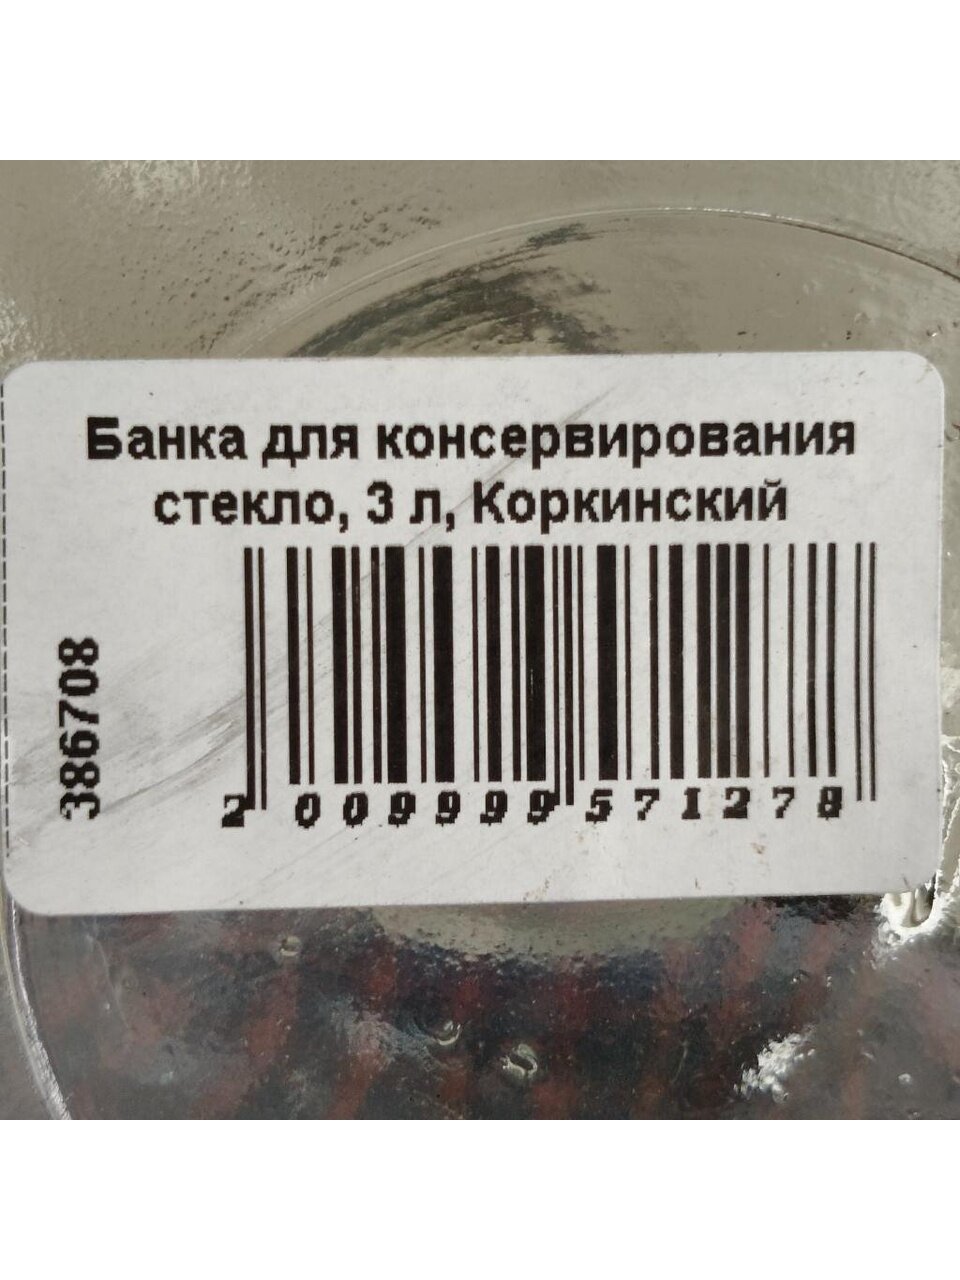 Банка для консервирования
стекло, 3 л, Коркинский
386708
2 009999 571278